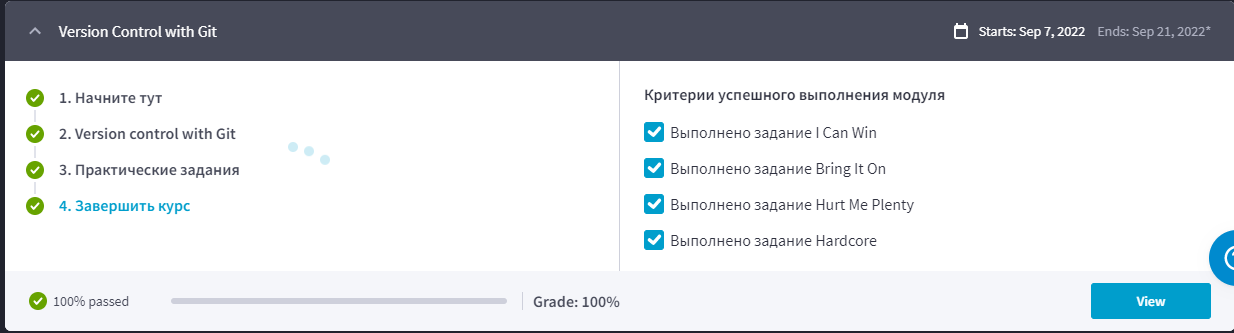 Version Control with Git
Starts: Sep 7, 2022 Ends: Sep 21, 2022*
1. Начните тут
2. Version control with Git
3. Практические задания
4. Завершить курс
Критерии успешного выполнения модуля
Выполнено задание I Can Win
Выполнено задание Bring It On
Выполнено задание Hurt Me Plenty
Выполнено задание Hardcore
100% passed
Grade: 100%
View